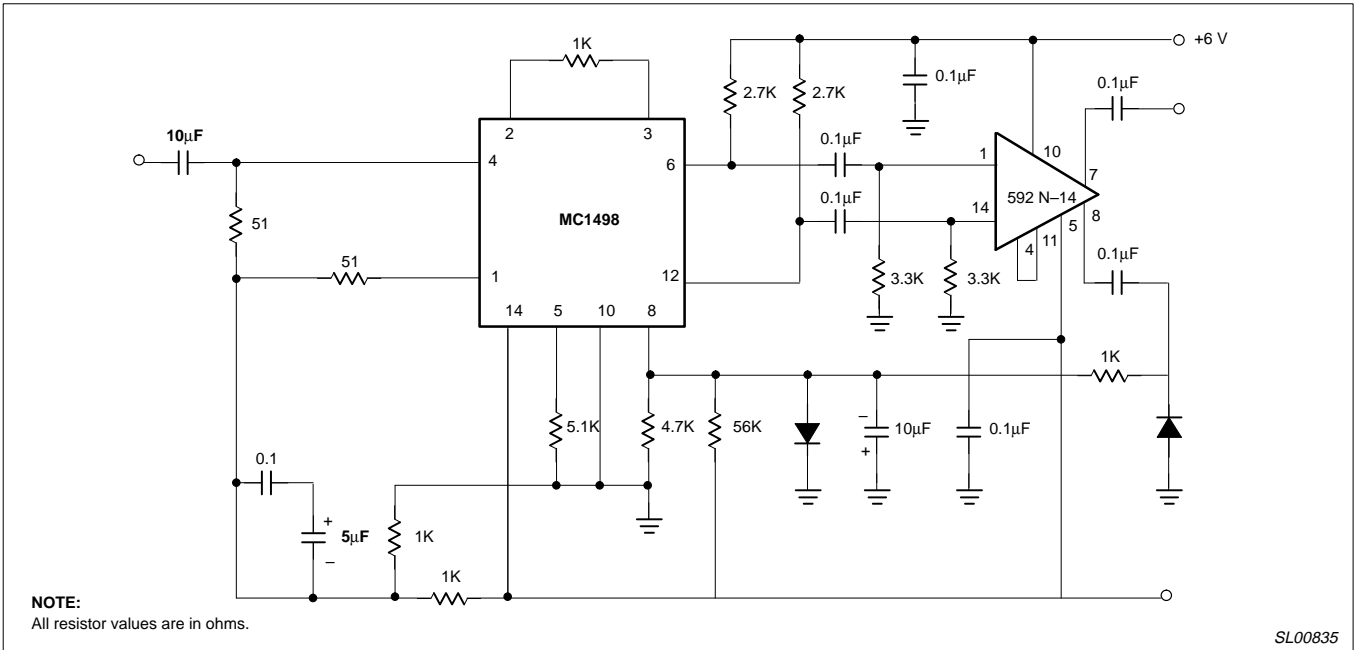 1K
+6 V
2.7K
2.7K
0.1µF
0.1µF
10µF
2
3
4
6
0.1µF
1
10
7
51
MC1498
0.1µF
14
592 N–14
8
5
4
11
51
1
12
3.3K
3.3K
0.1µF
14
5
10
8
1K
5.1K
4.7K
56K
–
10µF
+
0.1µF
0.1
+
5µF
–
1K
1K
NOTE:
All resistor values are in ohms.
SL00835